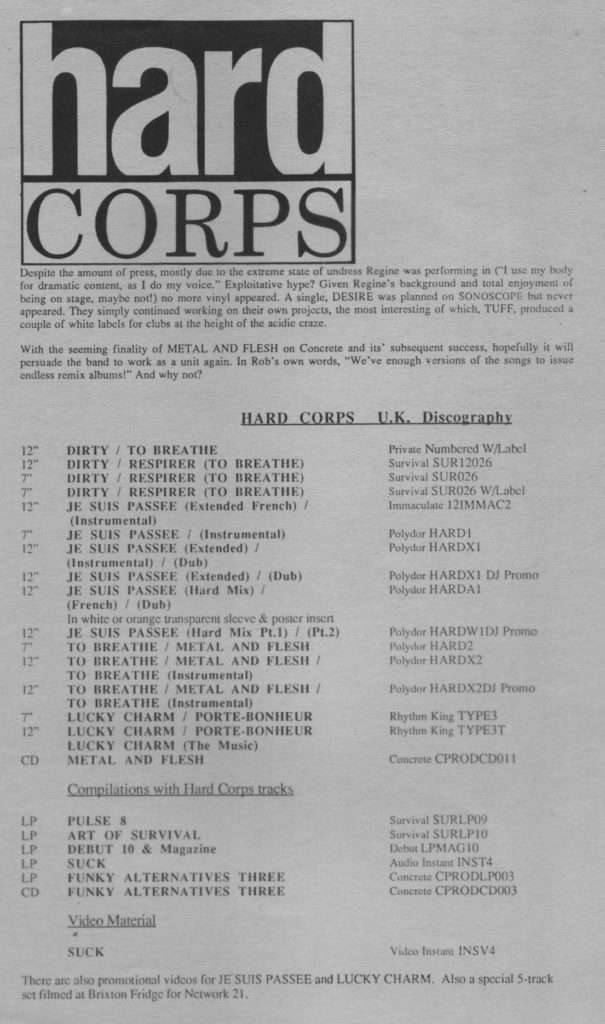 hard
CORPS
Despite the amount of press, mostly due to the extreme state of undress Regine was performing in ("I use my body
for dramatic content, as I do my voice." Exploitative hype? Given Regine's background and total enjoyment of
being on stage, maybe not!) no more vinyl appeared. A single, DESIRE was planned on SONOSCOPE but never
appeared. They simply continued working on their own projects, the most interesting of which, TUFF, produced a
couple of white labels for clubs at the height of the acidic craze.
With the seeming finality of METAL AND FLESH on Concrete and its' subsequent success, hopefully it will
persuade the band to work as a unit again. In Rob's own words, "We've enough versions of the songs to issue
endless remix albums!" And why not?
HARD CORPS U.K. Discography
12" DIRTY / TO BREATHE Private Numbered W/Label
12" DIRTY / RESPIRER (TO BREATHE) Survival SUR12026
7" DIRTY / RESPIRER (TO BREATHE) Survival SUR026
7" DIRTY / RESPIRER (TO BREATHE) Survival SUR026 W/Label
12" JE SUIS PASSEE (Extended French) / Immaculate 12IMMAC2
(Instrumental)
7" JE SUIS PASSEE / (Instrumental) Polydor HARD1
12" JE SUIS PASSEE (Extended) / Polydor HARDX1
(Instrumental) / (Dub)
12" JE SUIS PASSEE (Extended) / (Dub) Polydor HARDX1 DJ Promo
12" JE SUIS PASSEE (Hard Mix) / Polydor HARDA1
(French) / (Dub)
In white or orange transparent sleeve & poster insert
12" JE SUIS PASSEE (Hard Mix Pt.1) / (Pt.2) Polydor HARDW1DJ Promo
7" TO BREATHE / METAL AND FLESH Polydor HARD2
12" TO BREATHE / METAL AND FLESH / Polydor HARDX2
TO BREATHE (Instrumental)
12" TO BREATHE / METAL AND FLESH / Polydor HARDX2DJ Promo
TO BREATHE (Instrumental)
7" LUCKY CHARM / PORTE-BONHEUR Rhythm King TYPE3
12" LUCKY CHARM / PORTE-BONHEUR Rhythm King TYPE3T
LUCKY CHARM (The Music)
CD METAL AND FLESH Concrete CPRODCD011
Compilations with Hard Corps tracks
LP PULSE 8 Survival SURLP09
LP ART OF SURVIVAL Survival SURLP10
LP DEBUT 10 & Magazine Debut LPMAG10
LP SUCK Audio Instant INST4
LP FUNKY ALTERNATIVES THREE Concrete CPRODLP003
CD FUNKY ALTERNATIVES THREE Concrete CPRODCD003
Video Material
SUCK Video Instant INSV4
There are also promotional videos for JE SUIS PASSEE and LUCKY CHARM. Also a special 5-track
set filmed at Brixton Fridge for Network 21.